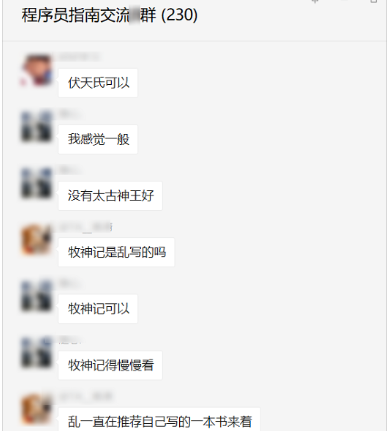 程序员指南交流群 (230)
伏天氏可以
我感觉一般
没有太古神王好
牧神记是乱写的吗
牧神记可以
牧神记得慢慢看
乱一直在推荐自己写的一本书来着